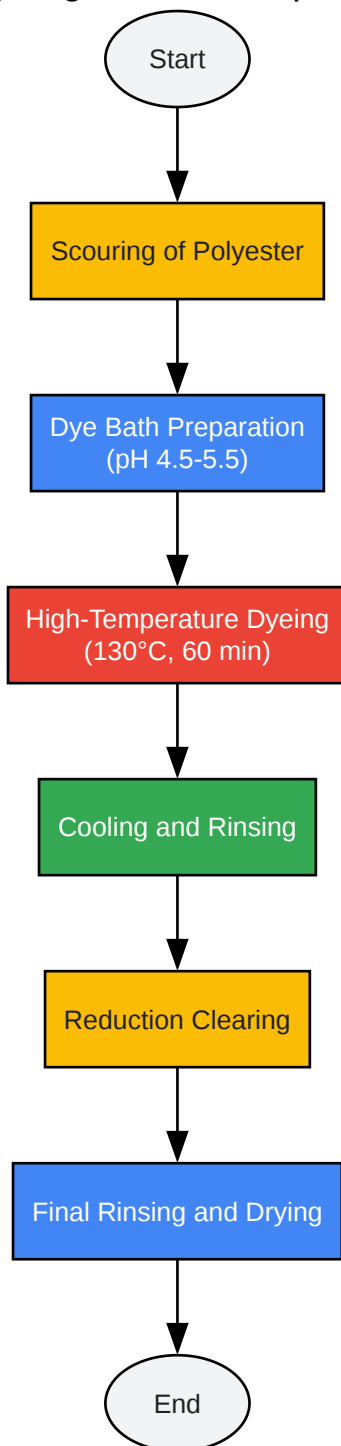 Start
Scouring of Polyester
Dye Bath Preparation
(pH 4.5-5.5)
High-Temperature Dyeing
(130°C, 60 min)
Cooling and Rinsing
Reduction Clearing
Final Rinsing and Drying
End